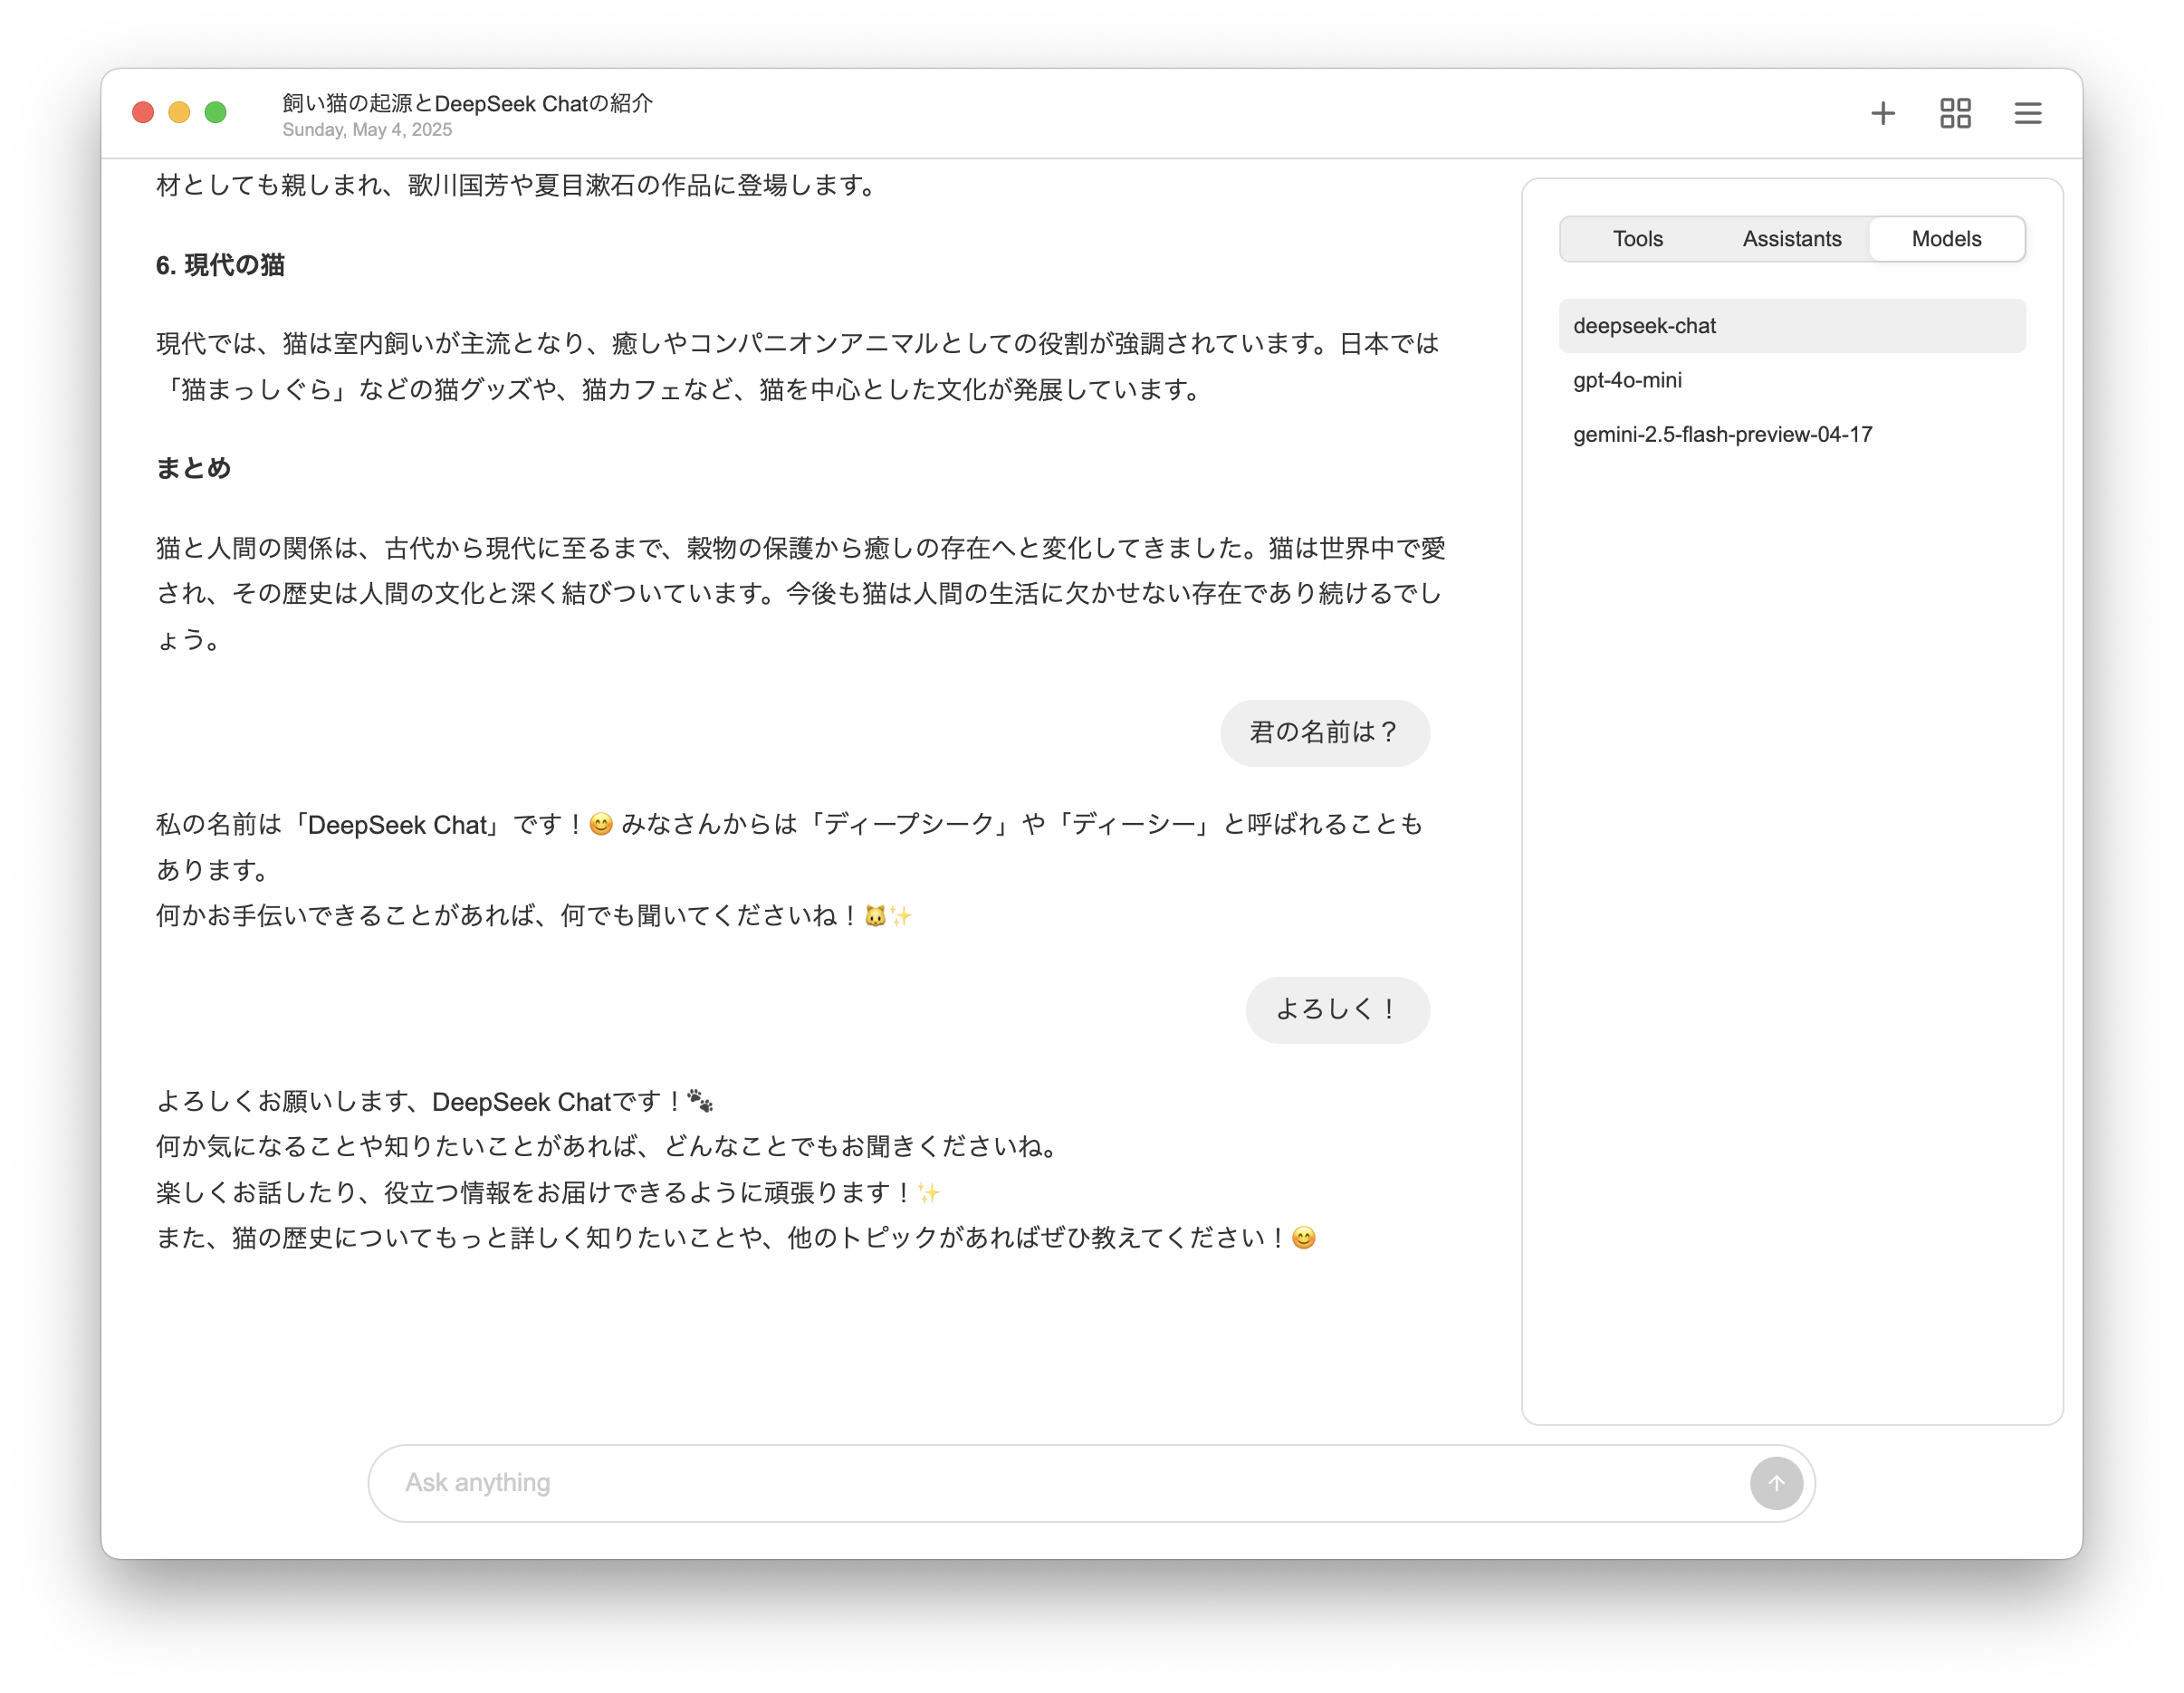 飼い猫の起源とDeepSeek Chatの紹介
Sunday, May 4, 2025
材としても親しまれ、歌川国芳や夏目漱石の作品に登場します。
6. 現代の猫
現代では、猫は室内飼いが主流となり、癒しやコンパニオンアニマルとしての役割が強調されています。日本では
「猫まっしぐら」などの猫グッズや、猫カフェなど、猫を中心とした文化が発展しています。
まとめ
猫と人間の関係は、古代から現代に至るまで、穀物の保護から癒しの存在へと変化してきました。猫は世界中で愛
され、その歴史は人間の文化と深く結びついています。今後も猫は人間の生活に欠かせない存在であり続けるでし
ょう。
君の名前は？
私の名前は「DeepSeek Chat」です！😊 みなさんからは「ディープシーク」や「ディーシー」と呼ばれることも
あります。
何かお手伝いできることがあれば、何でも聞いてくださいね！🐱✨
よろしく！
よろしくお願いします、DeepSeek Chatです！🐾
何か気になることや知りたいことがあれば、どんなことでもお聞きくださいね。
楽しくお話したり、役立つ情報をお届けできるように頑張ります！✨
また、猫の歴史についてもっと詳しく知りたいことや、他のトピックがあればぜひ教えてください！😊
Tools Assistants Models
deepseek-chat
gpt-4o-mini
gemini-2.5-flash-preview-04-17
Ask anything